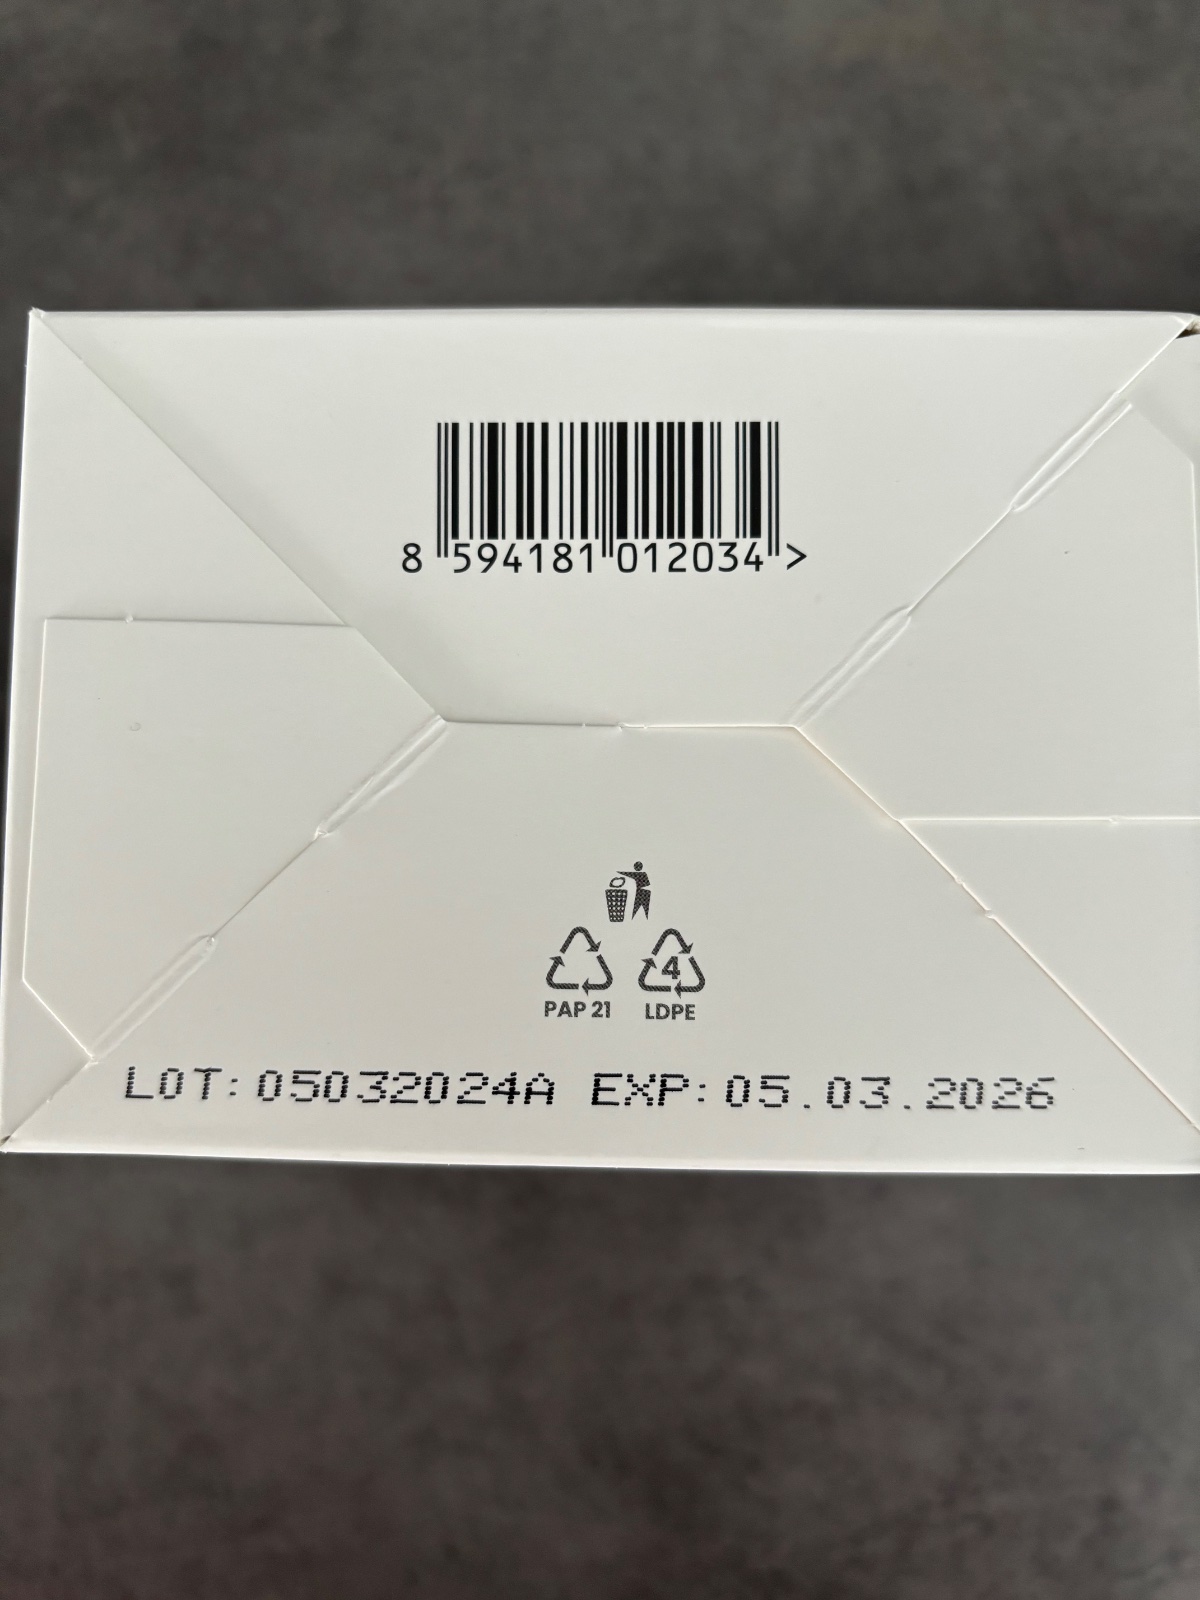 8 594181 012034 >
4
PAP 21 LDPE
LOT: 05032024A EXP: 05.03.2026